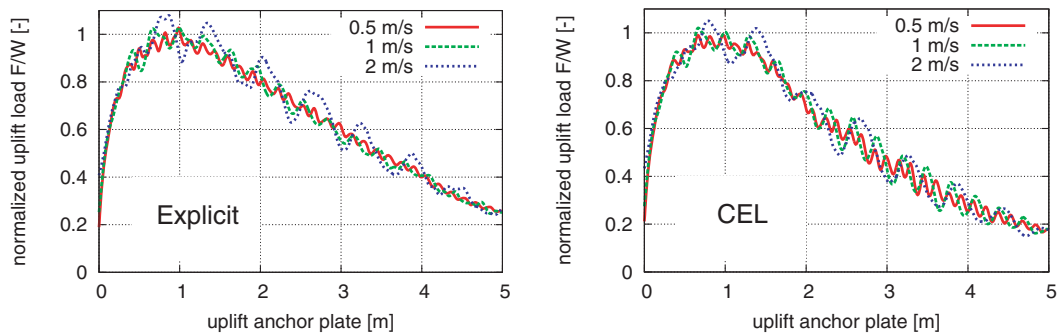 normalized uplift load F/W [-]
1
0.8
0.6
0.4
0.2
0
0 1 2 3 4 5
uplift anchor plate [m]
0.5 m/s
1 m/s
2 m/s
Explicit
normalized uplift load F/W [-]
1
0.8
0.6
0.4
0.2
0
0 1 2 3 4 5
uplift anchor plate [m]
0.5 m/s
1 m/s
2 m/s
CEL